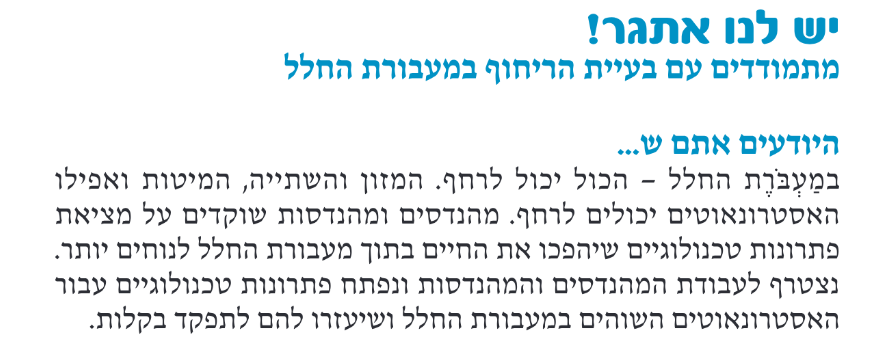 יש לנו אתגר!
מתמודדים עם בעיית הריחוף במעבורת החלל
היודעים אתם ש...
במַעְבֹּרֶת החלל – הכול יכול לרחף. המזון והשתייה, המיטות ואפילו
האסטרונאוטים יכולים לרחף. מהנדסים ומהנדסות שוקדים על מציאת
פתרונות טכנולוגיים שיהפכו את החיים בתוך מעבורת החלל לנוחים יותר.
נצטרף לעבודת המהנדסים והמהנדסות ונפתח פתרונות טכנולוגיים עבור
האסטרונאוטים השוהים במעבורת החלל ושיעזרו להם לתפקד בקלות.